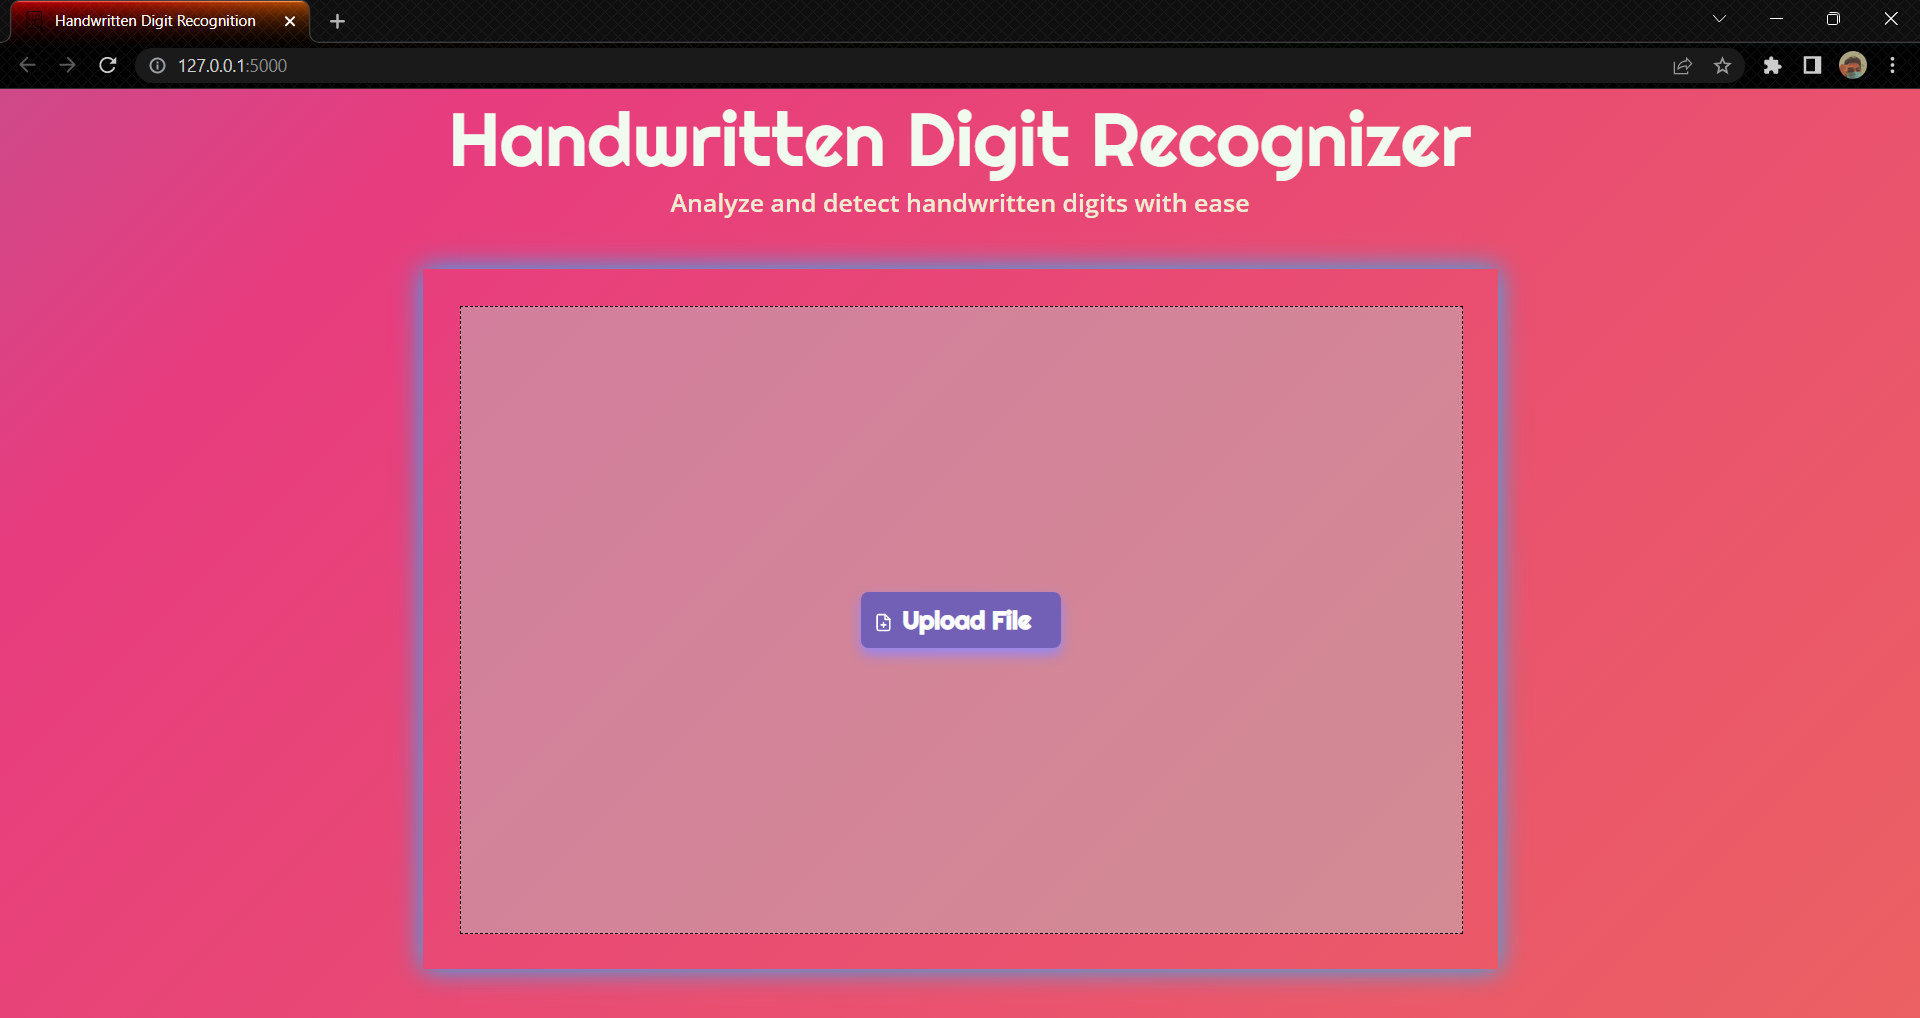 Handwritten Digit Recognition
127.0.0.1:5000
Handwritten Digit Recognizer
Analyze and detect handwritten digits with ease
Upload File